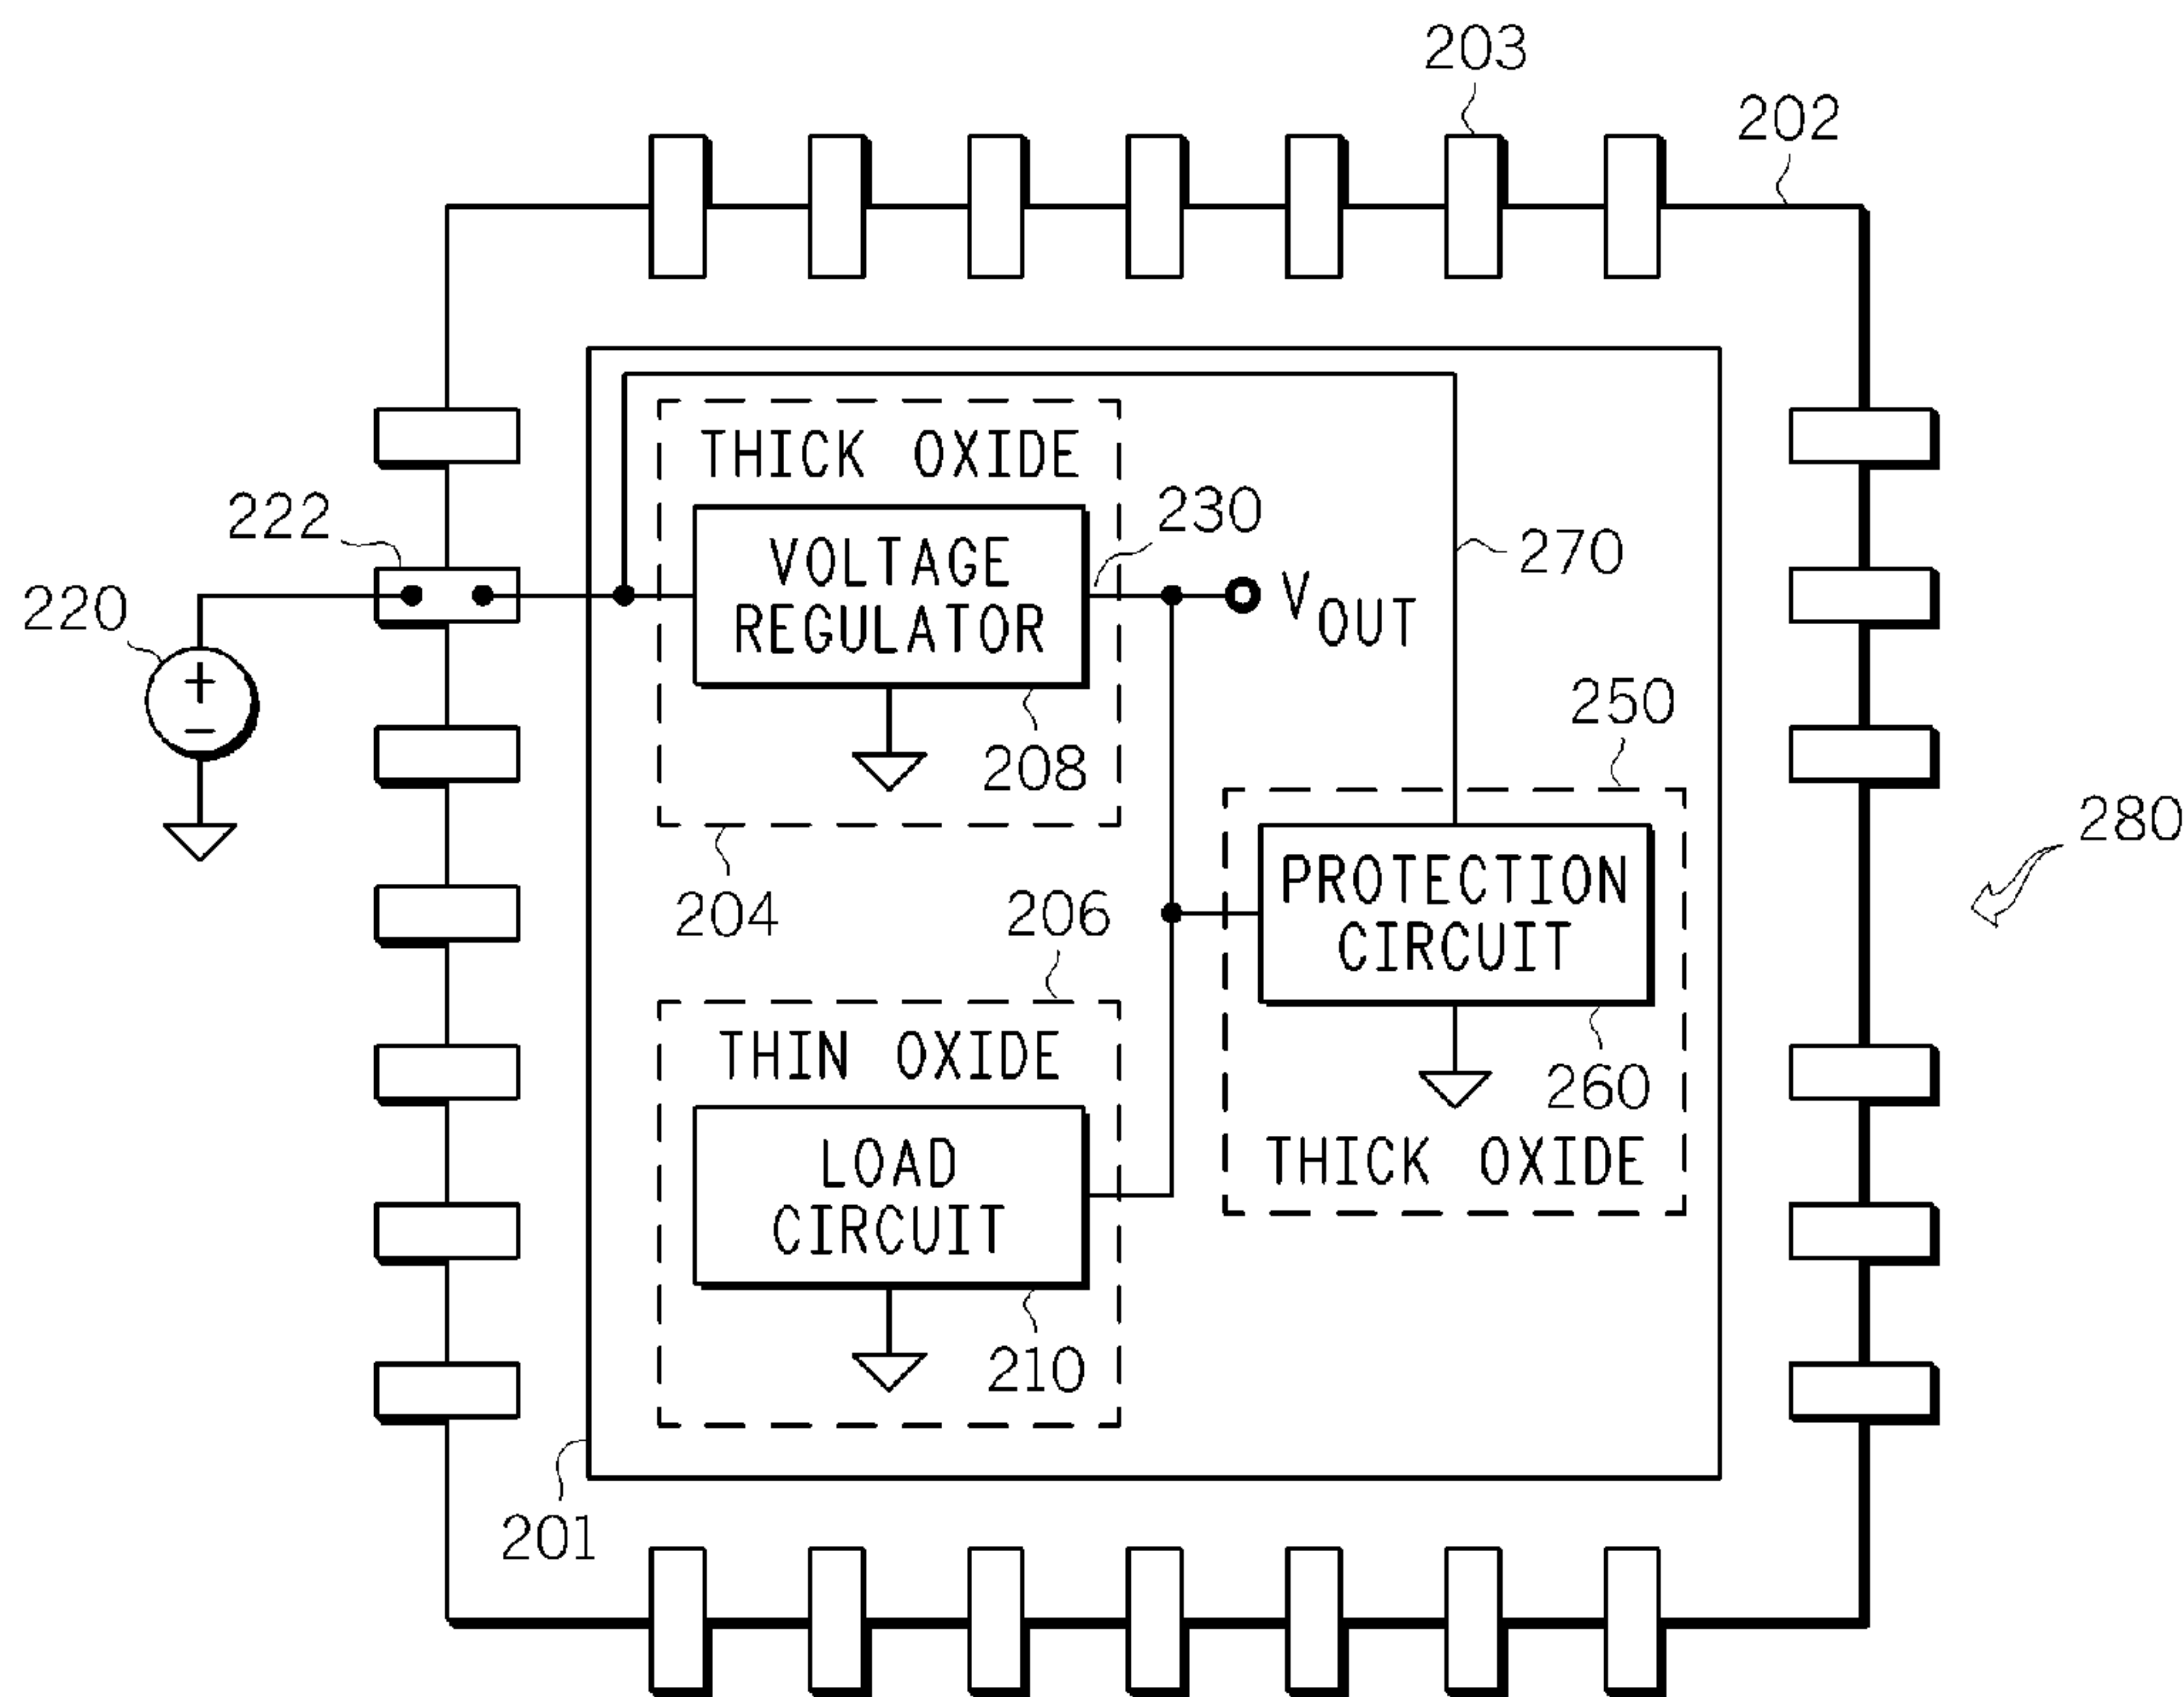 203
202
THICK OXIDE
222
230
VOLTAGE
REGULATOR
270
220
+
−
VOUT
250
208
280
204
206
PROTECTION
CIRCUIT
THIN OXIDE
260
LOAD
CIRCUIT
THICK OXIDE
210
201